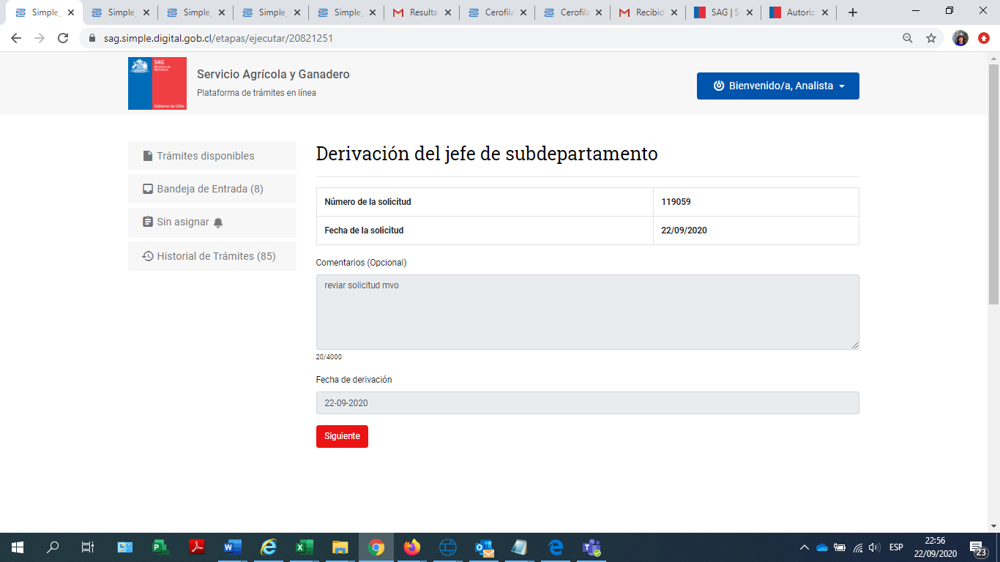 Simple_
Simple_
Simple_
Simple_
Simple_
Resulta
Cerofila
Cerofila
Recibid
SAG | S
Autoriz
sag.simple.digital.gob.cl/etapas/ejecutar/20821251
SAG
Ministerio de
Agricultura
Gobierno de Chile
Servicio Agrícola y Ganadero
Plataforma de trámites en línea
Bienvenido/a, Analista
Trámites disponibles
Bandeja de Entrada (8)
Sin asignar
Historial de Trámites (85)
Derivación del jefe de subdepartamento
Número de la solicitud 119059
Fecha de la solicitud 22/09/2020
Comentarios (Opcional)
reviar solicitud mvo
20/4000
Fecha de derivación
22-09-2020
Siguiente
ESP
22:56
22/09/2020
23